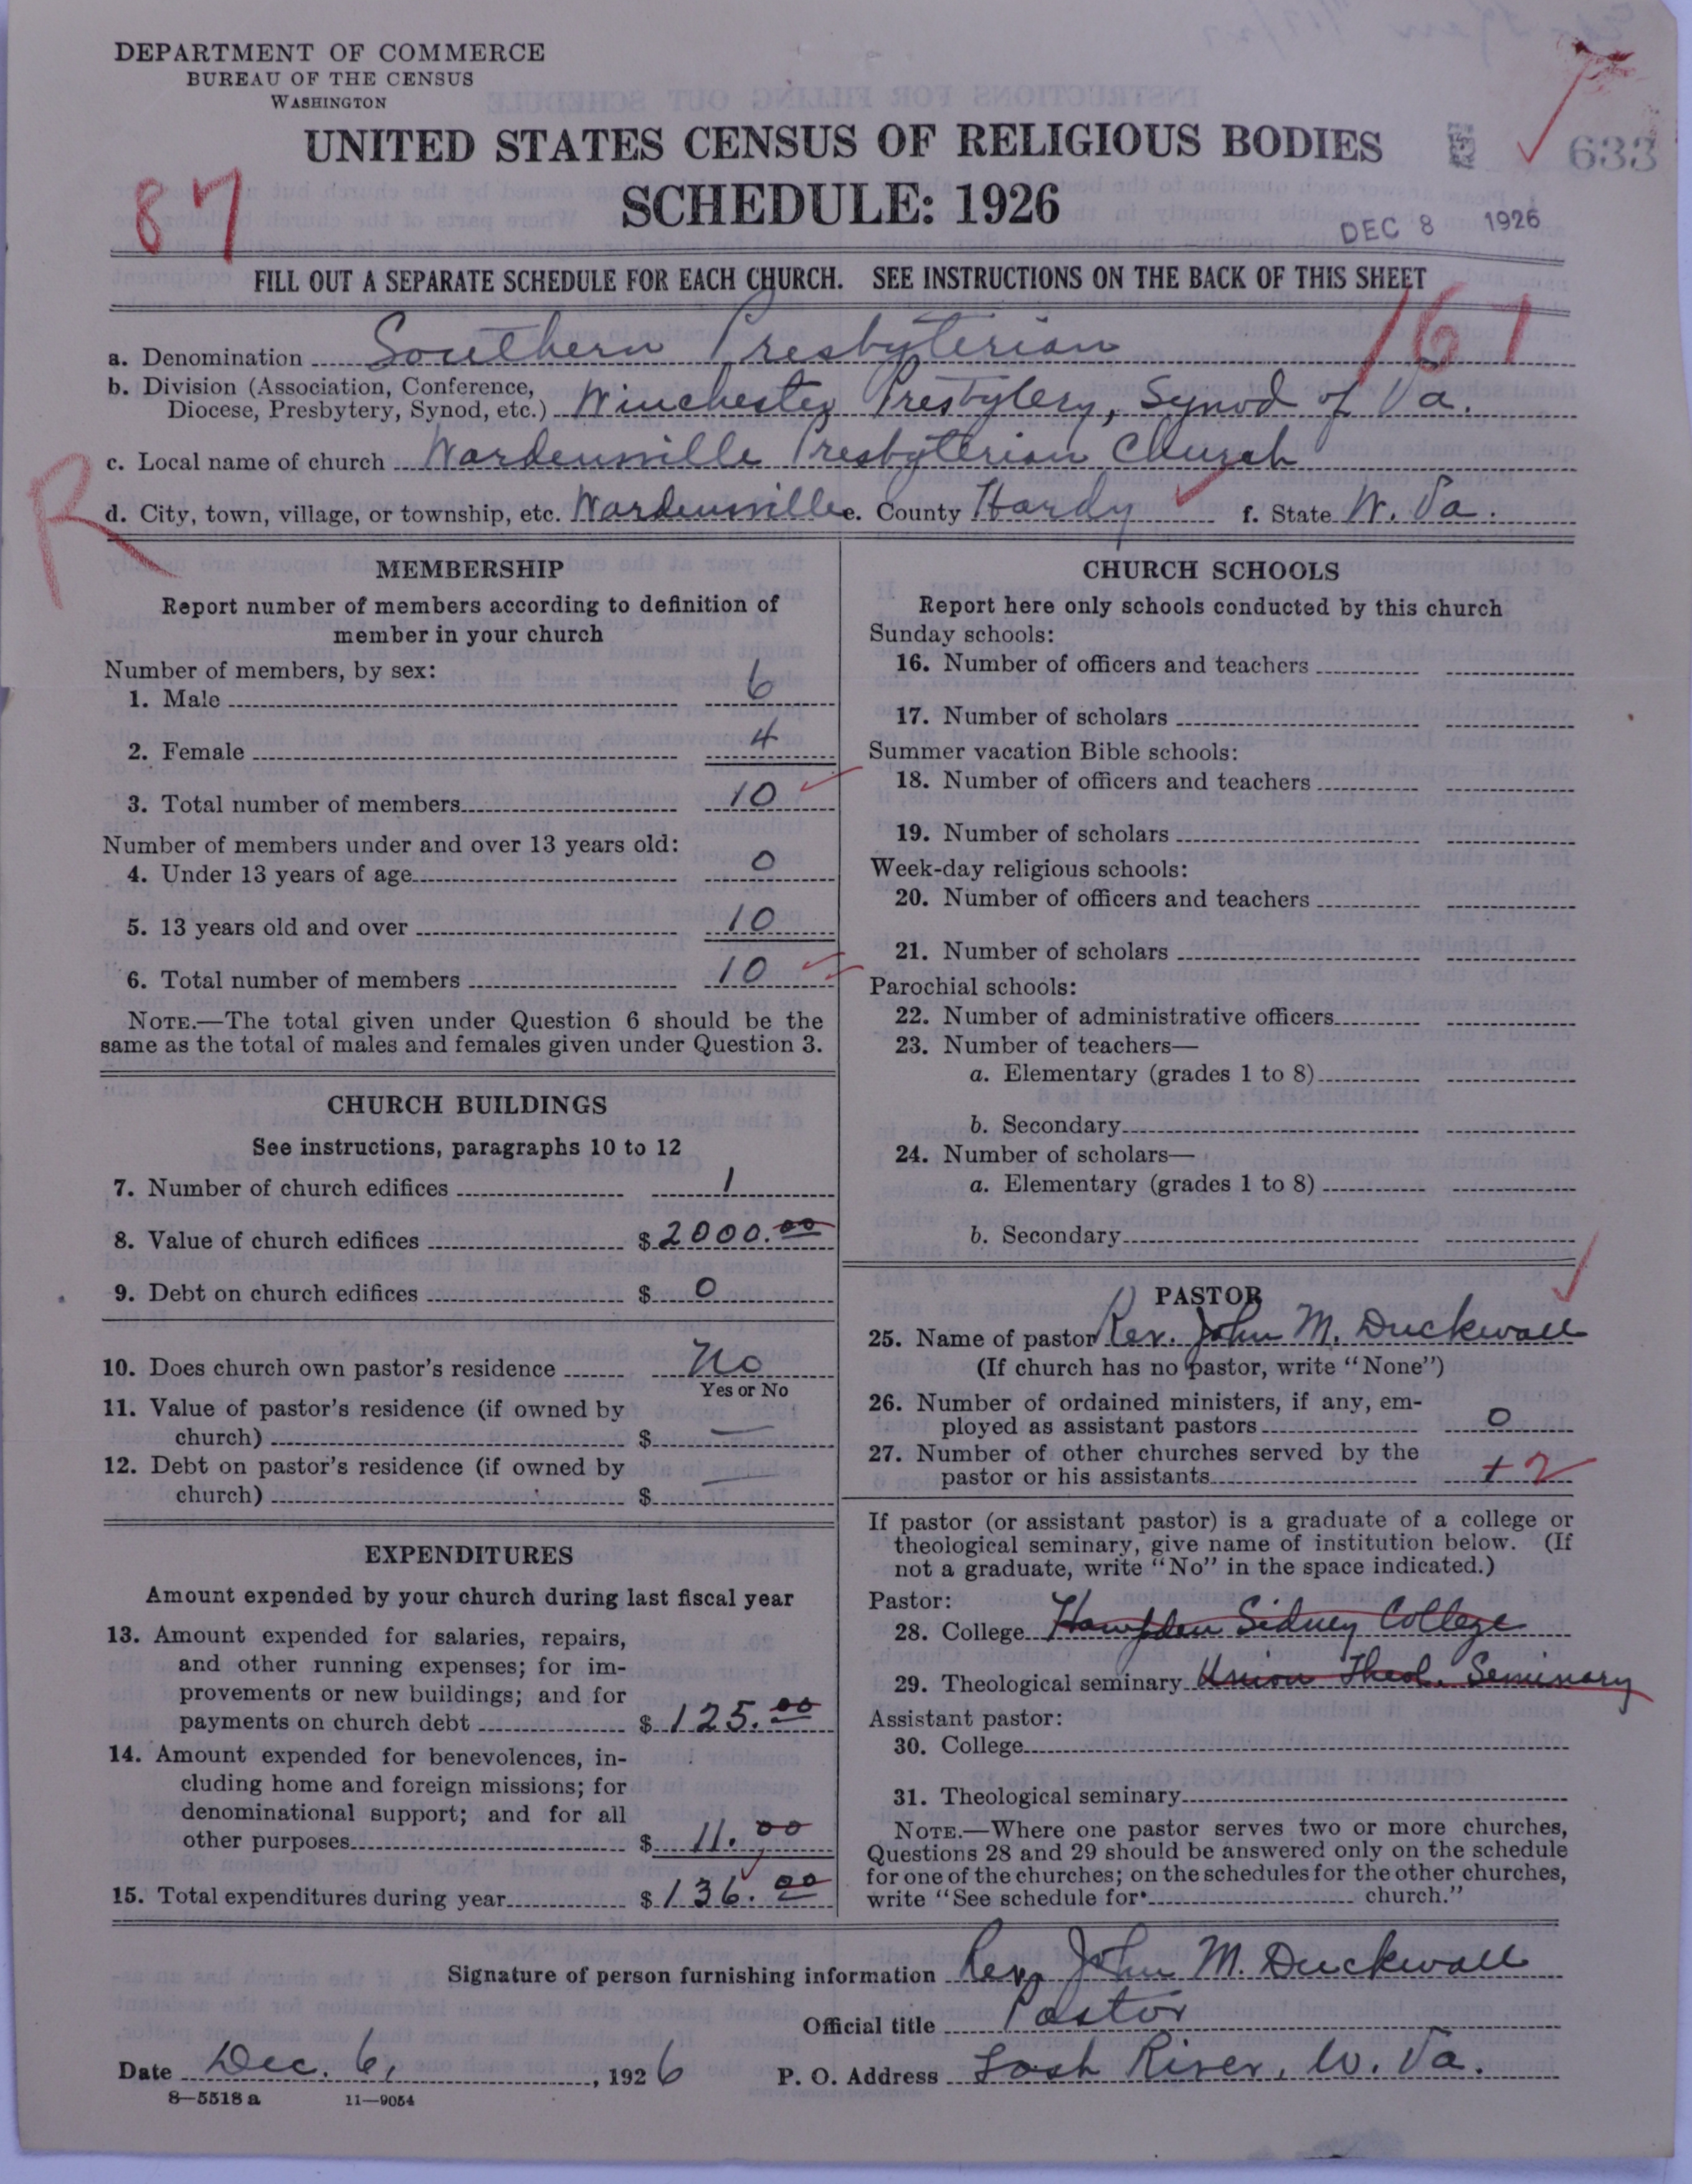 DEPARTMENT OF COMMERCE
BUREAU OF THE CENSUS
WASHINGTON
UNITED STATES CENSUS OF RELIGIOUS BODIES
633
SCHEDULE: 1926
87
DEC 8 1926
FILL OUT A SEPARATE SCHEDULE FOR EACH CHURCH. SEE INSTRUCTIONS ON THE BACK OF THIS SHEET
167
a. Denomination Southern Presbyterian
b. Division (Association, Conference,
Diocese, Presbytery, Synod, etc.) Winchester Presbytery, Synod of Va.
c. Local name of church Wardensville Presbyterian Church
R
d. City, town, village, or township, etc. Wardensville e. County Hardy f. State W. Va.
MEMBERSHIP
Report number of members according to definition of
member in your church
Number of members, by sex:
1. Male 6
2. Female 4
3. Total number of members 10
Number of members under and over 13 years old:
4. Under 13 years of age 0
5. 13 years old and over 10
6. Total number of members 10
NOTE.—The total given under Question 6 should be the
same as the total of males and females given under Question 3.
CHURCH BUILDINGS
See instructions, paragraphs 10 to 12
7. Number of church edifices 1
8. Value of church edifices $ 2000.00
9. Debt on church edifices $ 0
10. Does church own pastor's residence No
Yes or No
11. Value of pastor's residence (if owned by
church) $ —
12. Debt on pastor's residence (if owned by
church) $ —
EXPENDITURES
Amount expended by your church during last fiscal year
13. Amount expended for salaries, repairs,
and other running expenses; for im-
provements or new buildings; and for
payments on church debt $ 125.00
14. Amount expended for benevolences, in-
cluding home and foreign missions; for
denominational support; and for all
other purposes $ 11.00
15. Total expenditures during year $ 136.00
CHURCH SCHOOLS
Report here only schools conducted by this church
Sunday schools:
16. Number of officers and teachers
17. Number of scholars
Summer vacation Bible schools:
18. Number of officers and teachers
19. Number of scholars
Week-day religious schools:
20. Number of officers and teachers
21. Number of scholars
Parochial schools:
22. Number of administrative officers
23. Number of teachers—
a. Elementary (grades 1 to 8)
b. Secondary
24. Number of scholars—
a. Elementary (grades 1 to 8)
b. Secondary
PASTOR
25. Name of pastor Rev. John M. Duckwall
(If church has no pastor, write "None")
26. Number of ordained ministers, if any, em-
ployed as assistant pastors 0
27. Number of other churches served by the
pastor or his assistants 2
If pastor (or assistant pastor) is a graduate of a college or
theological seminary, give name of institution below. (If
not a graduate, write "No" in the space indicated.)
Pastor:
28. College Hampden Sidney College
29. Theological seminary Union Theol. Seminary
Assistant pastor:
30. College
31. Theological seminary
NOTE.—Where one pastor serves two or more churches,
Questions 28 and 29 should be answered only on the schedule
for one of the churches; on the schedules for the other churches,
write "See schedule for church."
Signature of person furnishing information Rev. John M. Duckwall
Official title Pastor
Date Dec. 6, 1926 P. O. Address Lost River, W. Va.
8—5518 a 11—9054